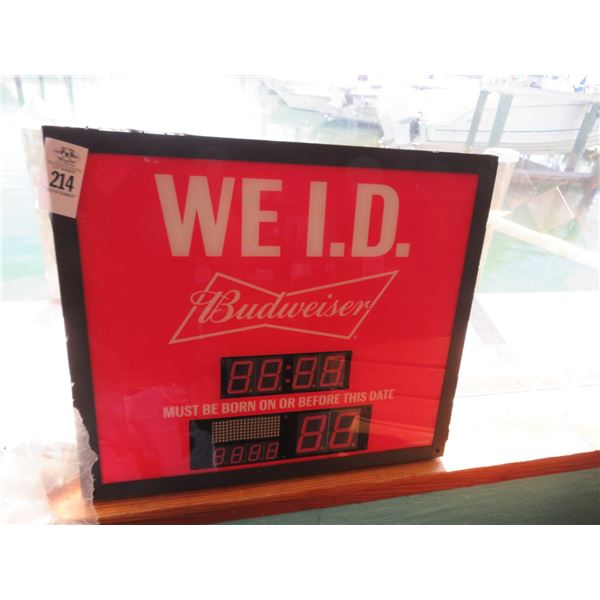 214
WE I.D.
Budweiser
MUST BE BORN ON OR BEFORE THIS DATE